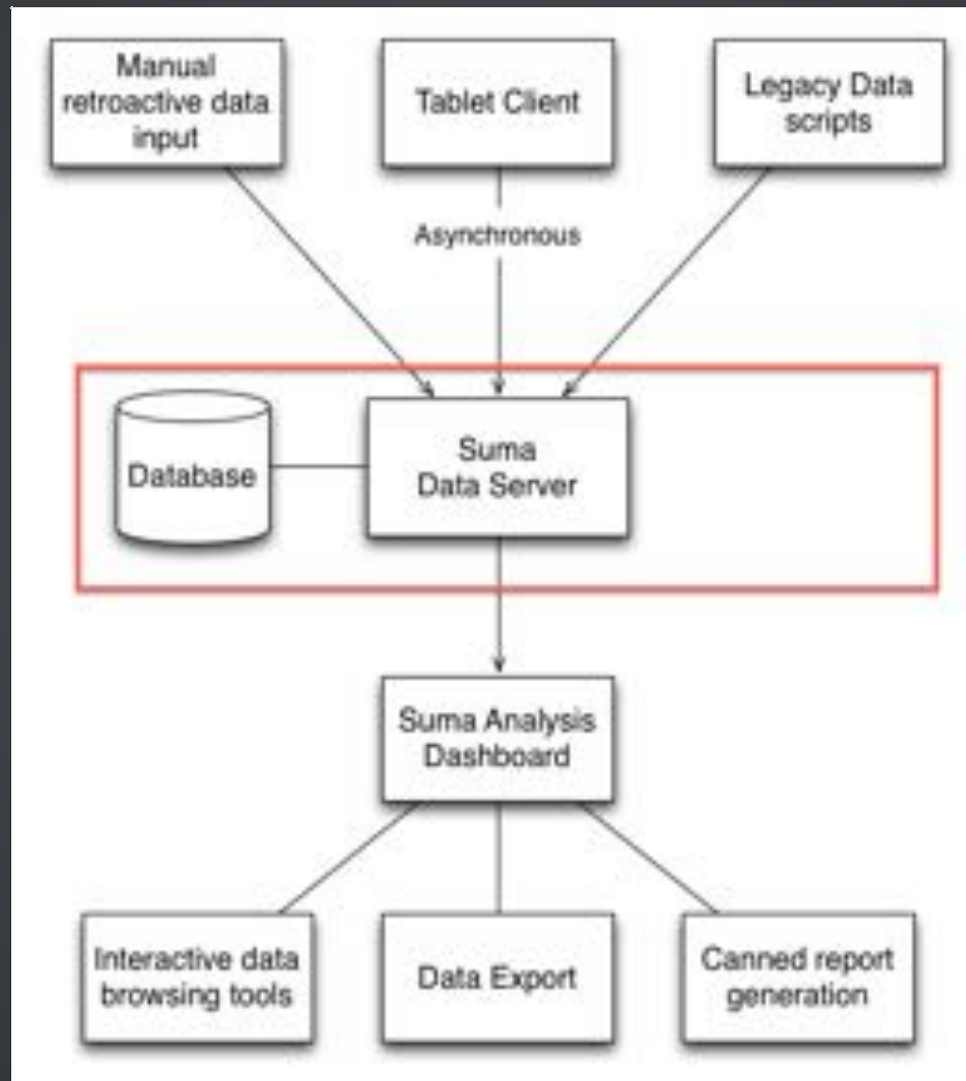 Manual
retroactive data
input
Tablet Client
Legacy Data
scripts
Asynchronous
Database
Suma
Data Server
Suma Analysis
Dashboard
Interactive data
browsing tools
Data Export
Canned report
generation